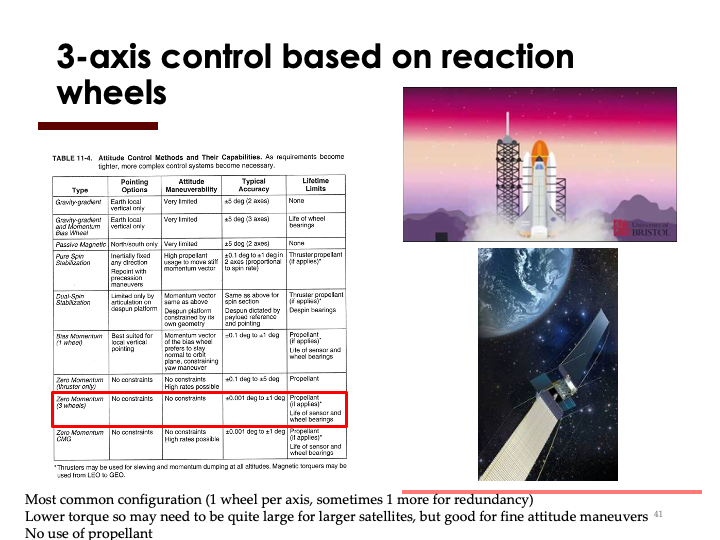 3-axis control based on reaction
wheels
TABLE 11-4. Attitude Control Methods and Their Capabilities. As requirements become
tighter, more complex control systems become necessary.
Type
Pointing
Options
Attitude
Maneuverability
Typical
Accuracy
Lifetime
Limits
Gravity-gradient
Earth local
vertical only
Very limited
±5 deg (2 axes)
None
Gravity-gradient
and Momentum
Bias Wheel
Earth local
vertical only
Very limited
±5 deg (3 axes)
Life of wheel
bearings
Passive Magnetic
North/south only
Very limited
±5 deg (2 axes)
None
Pure Spin
Stabilization
Inertially fixed
any direction
Repoint with
precession
maneuvers
High propellant
usage to move stiff
momentum vector
±0.1 deg to ±1 deg in
2 axes (proportional
to spin rate)
Thruster propellant
(if applies)*
Dual-Spin
Stabilization
Limited only by
articulation on
despun platform
Momentum vector
same as above
Despun platform
constrained by its
own geometry
Same as above for
spin section
Despun dictated by
payload reference
and pointing
Thruster propellant
(if applies)*
Despin bearings
Bias Momentum
(1 wheel)
Best suited for
local vertical
pointing
Momentum vector
of the bias wheel
prefers to stay
normal to orbit
plane, constraining
yaw maneuver
±0.1 deg to ±1 deg
Propellant
(if applies)*
Life of sensor and
wheel bearings
Zero Momentum
(thruster only)
No constraints
No constraints
High rates possible
±0.1 deg to ±5 deg
Propellant
Zero Momentum
(3 wheels)
No constraints
No constraints
±0.001 deg to ±1 deg
Propellant
(if applies)*
Life of sensor and
wheel bearings
Zero Momentum
CMG
No constraints
No constraints
High rates possible
±0.001 deg to ±1 deg
Propellant
(if applies)*
Life of sensor and
wheel bearings
*Thrusters may be used for slewing and momentum dumping at all altitudes. Magnetic torquers may be
used from LEO to GEO.
University of
BRISTOL
Most common configuration (1 wheel per axis, sometimes 1 more for redundancy)
Lower torque so may need to be quite large for larger satellites, but good for fine attitude maneuvers
41
No use of propellant